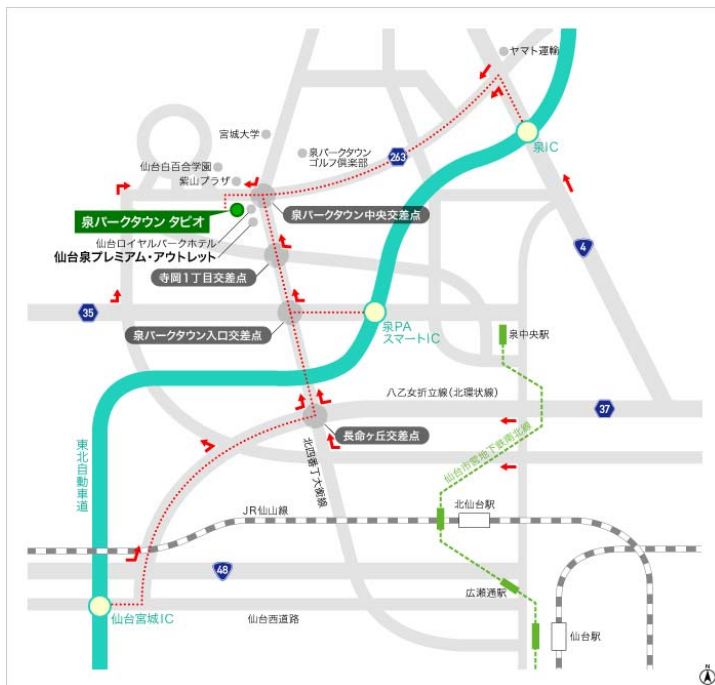 ヤマト運輸
宮城大学
泉パークタウン
ゴルフ倶楽部
263
泉IC
仙台白百合学園
紫山プラザ
泉パークタウン タピオ
泉パークタウン中央交差点
仙台ロイヤルパークホテル
仙台泉プレミアム・アウトレット
4
寺岡1丁目交差点
35
泉パークタウン入口交差点
泉PA
スマートIC
泉中央駅
八乙女折立線(北環状線)
37
長命ヶ丘交差点
東北自動車道
北四番丁大衡線
仙台市営地下鉄南北線
JR仙山線
北仙台駅
48
広瀬通駅
仙台宮城IC
仙台西道路
仙台駅
N